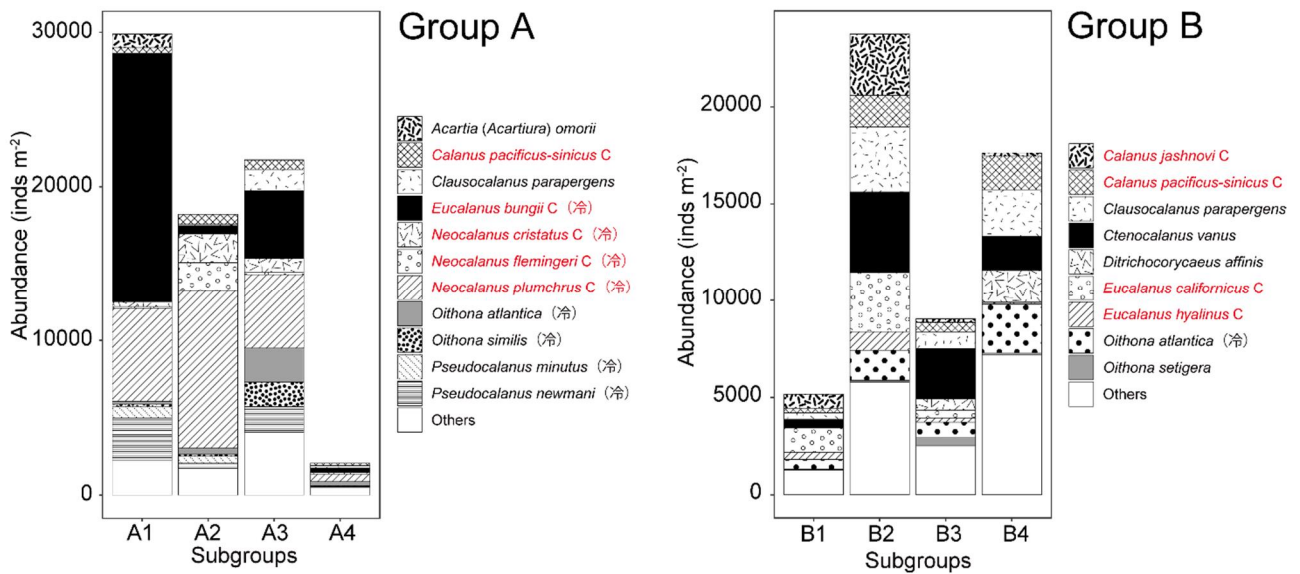 Group A
30000
20000
10000
0
Abundance (inds m-2)
A1 A2 A3 A4
Subgroups
Acartia (Acartiura) omorii
Calanus pacificus-sinicus C
Clausocalanus parapergens
Eucalanus bungii C（冷）
Neocalanus cristatus C（冷）
Neocalanus flemingeri C（冷）
Neocalanus plumchrus C（冷）
Oithona atlantica（冷）
Oithona similis（冷）
Pseudocalanus minutus（冷）
Pseudocalanus newmani（冷）
Others
Group B
20000
15000
10000
5000
0
Abundance (inds m-2)
B1 B2 B3 B4
Subgroups
Calanus jashnovi C
Calanus pacificus-sinicus C
Clausocalanus parapergens
Ctenocalanus vanus
Ditrichocorycaeus affinis
Eucalanus californicus C
Eucalanus hyalinus C
Oithona atlantica（冷）
Oithona setigera
Others